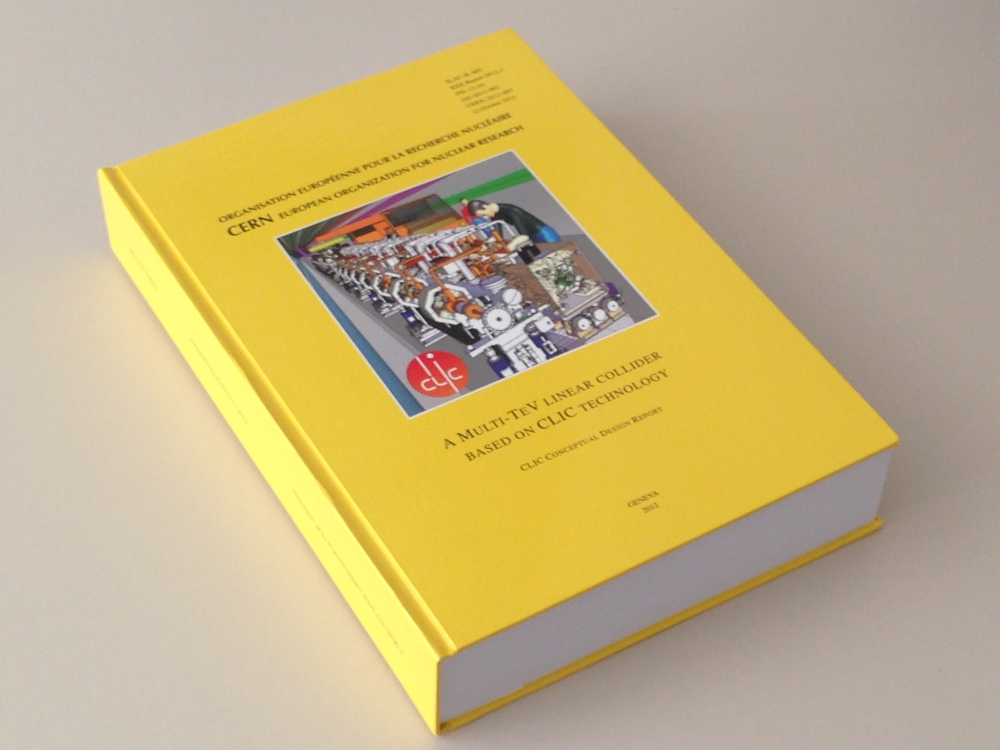 KEK Report 2012-1
PSI-12-01
JAI-2012-001
CERN-2012-007
12 October 2012
ORGANISATION EUROPÉENNE POUR LA RECHERCHE NUCLÉAIRE
CERN EUROPEAN ORGANIZATION FOR NUCLEAR RESEARCH
CLIC
A MULTI-TEV LINEAR COLLIDER
BASED ON CLIC TECHNOLOGY
CLIC CONCEPTUAL DESIGN REPORT
GENEVA
2012